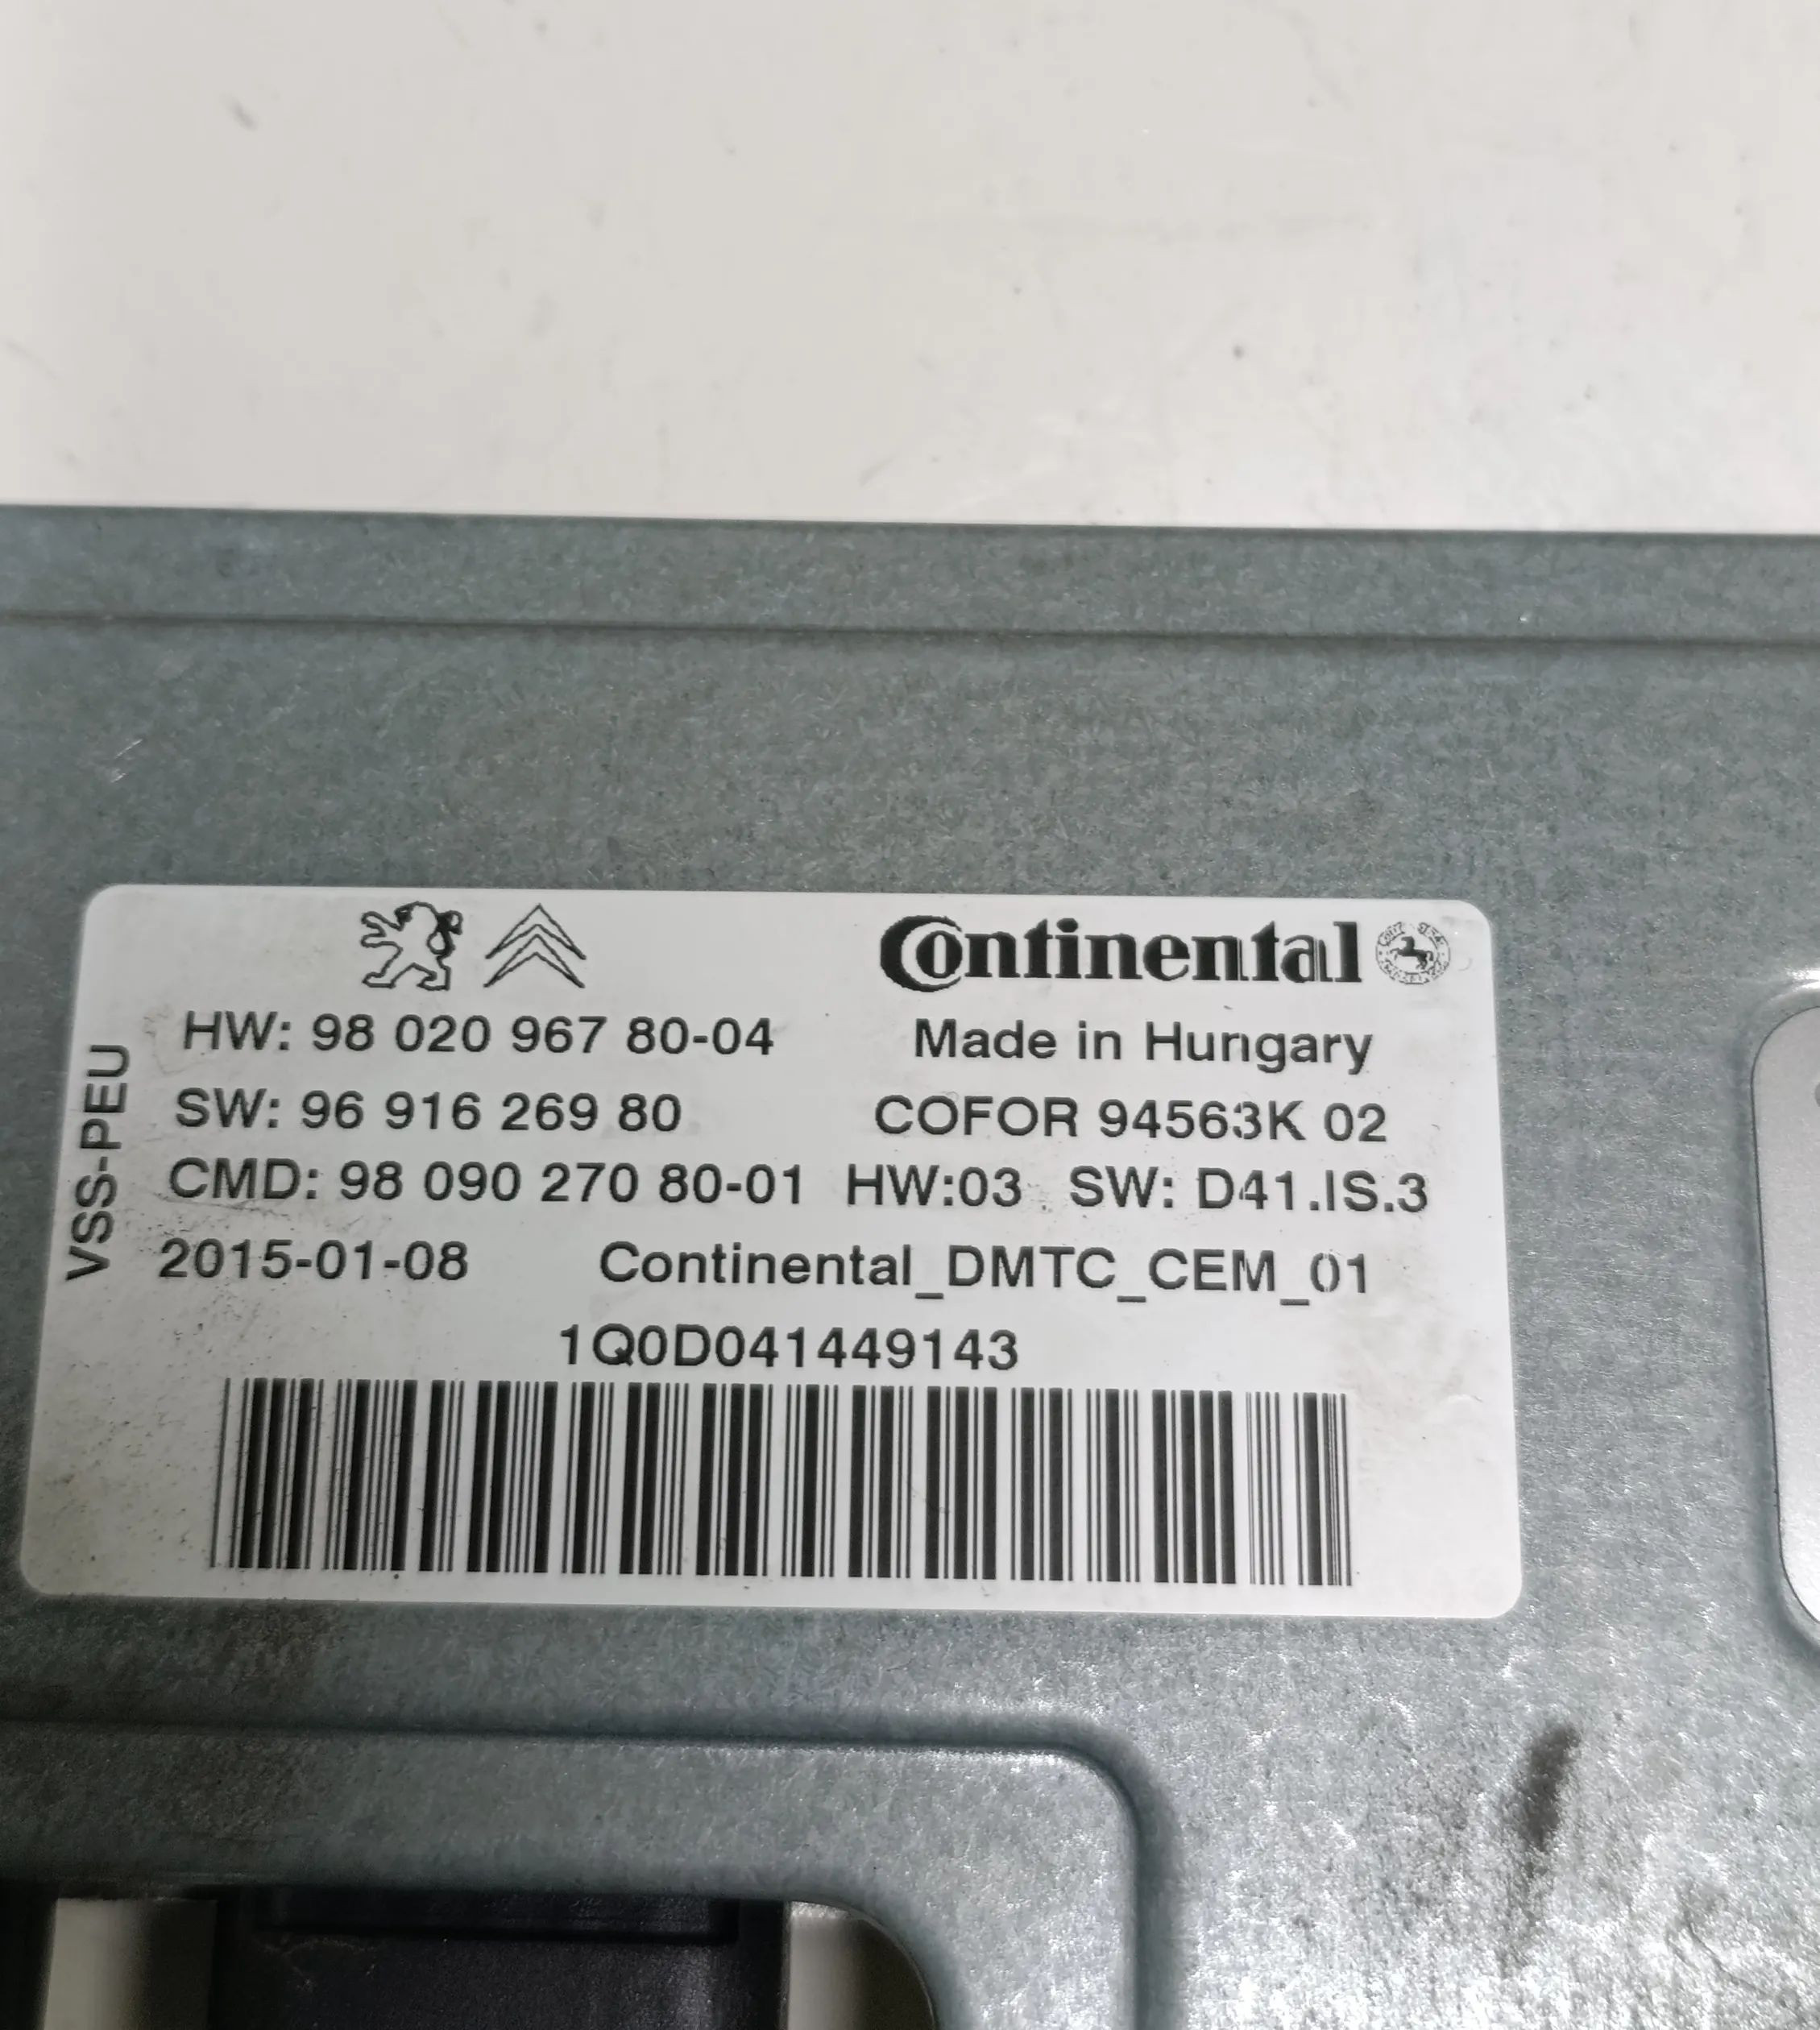 Continental
HW: 98 020 967 80-04
Made in Hungary
SW: 96 916 269 80
COFOR 94563K 02
CMD: 98 090 270 80-01 HW:03 SW: D41.IS.3
2015-01-08 Continental_DMTC_CEM_01
1Q0D041449143
VSS-PEU